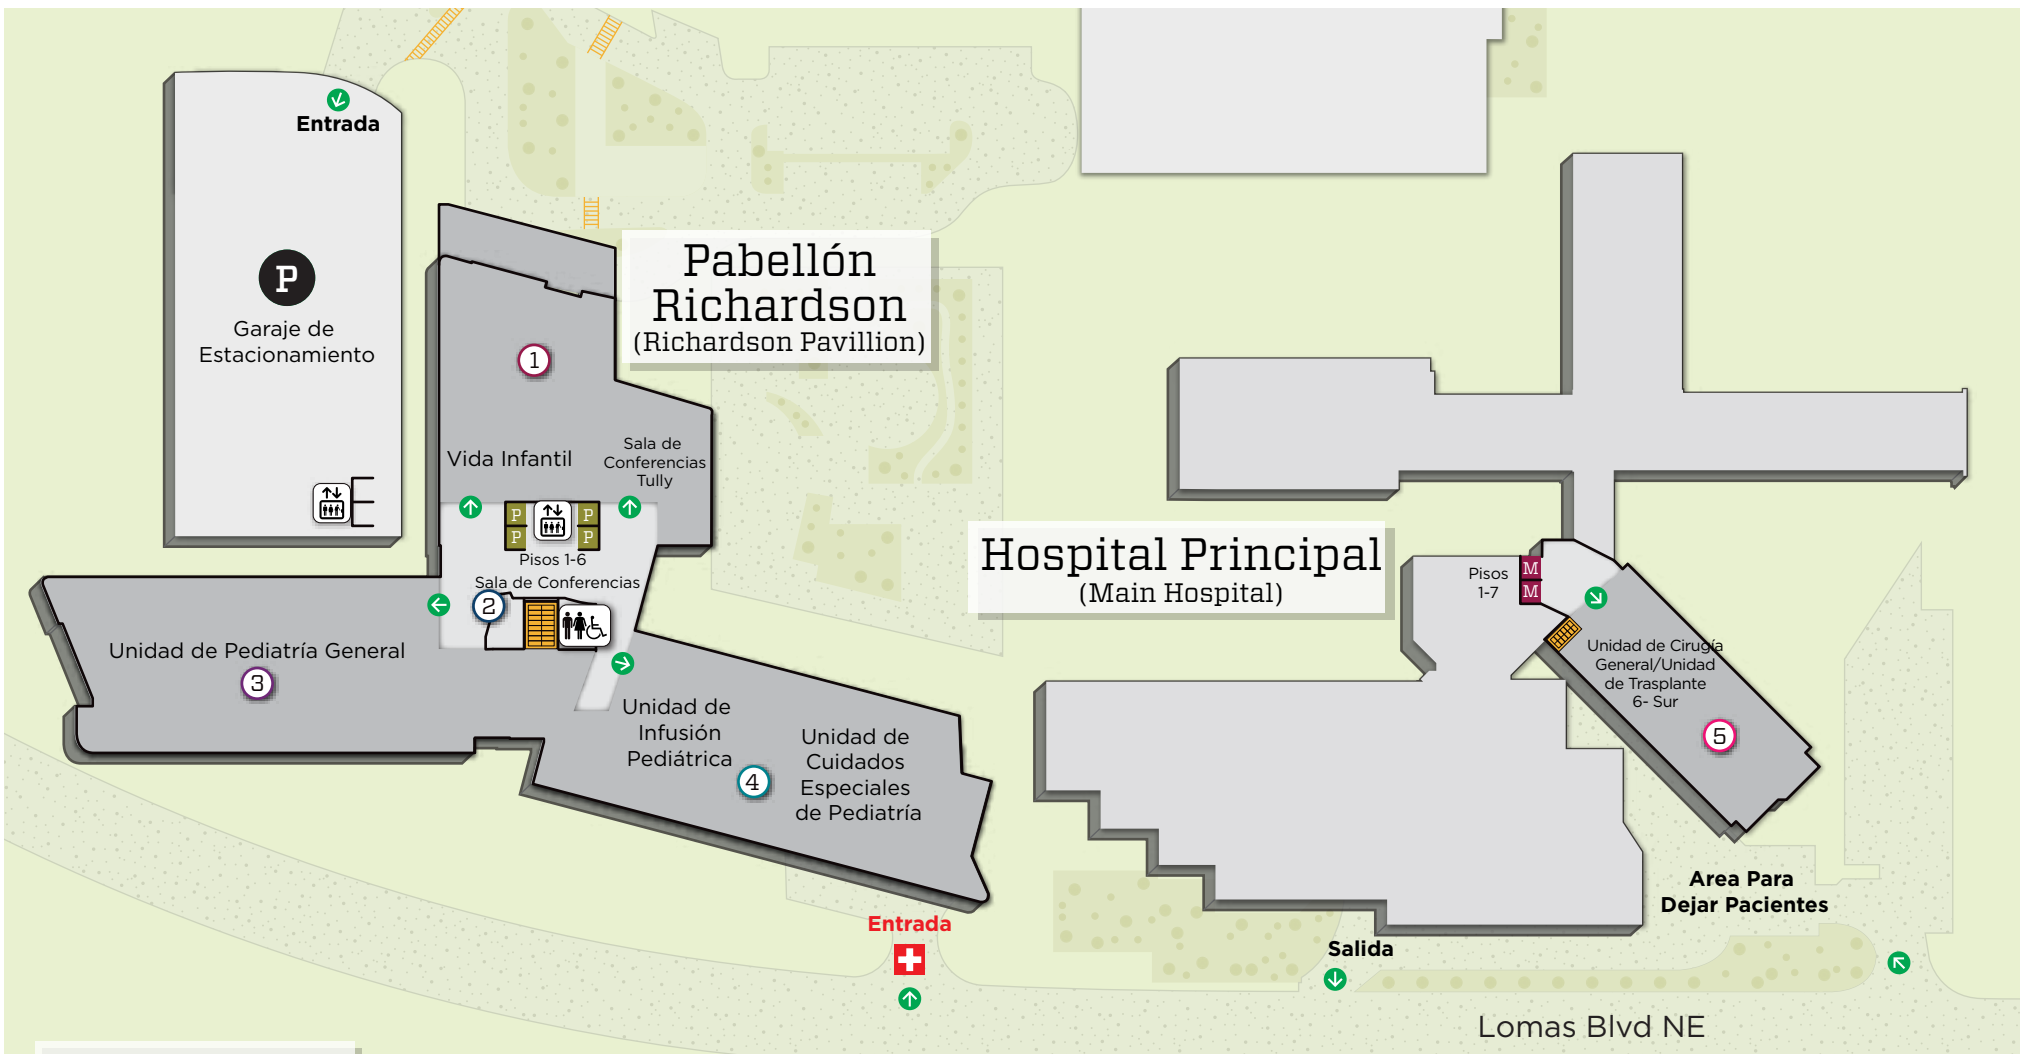 Entrada
P
Garaje de
Estacionamiento
Pabellón
Richardson
(Richardson Pavillion)
1
Vida Infantil
Sala de
Conferencias
Tully
P
P
P
P
Pisos 1-6
Sala de Conferencias
2
Unidad de Pediatría General
3
Unidad de
Infusión
Pediátrica
4
Unidad de
Cuidados
Especiales
de Pediatría
Entrada
Hospital Principal
(Main Hospital)
Pisos
1-7
M
M
Unidad de Cirugía
General/Unidad
de Trasplante
6- Sur
5
Area Para
Dejar Pacientes
Salida
Lomas Blvd NE